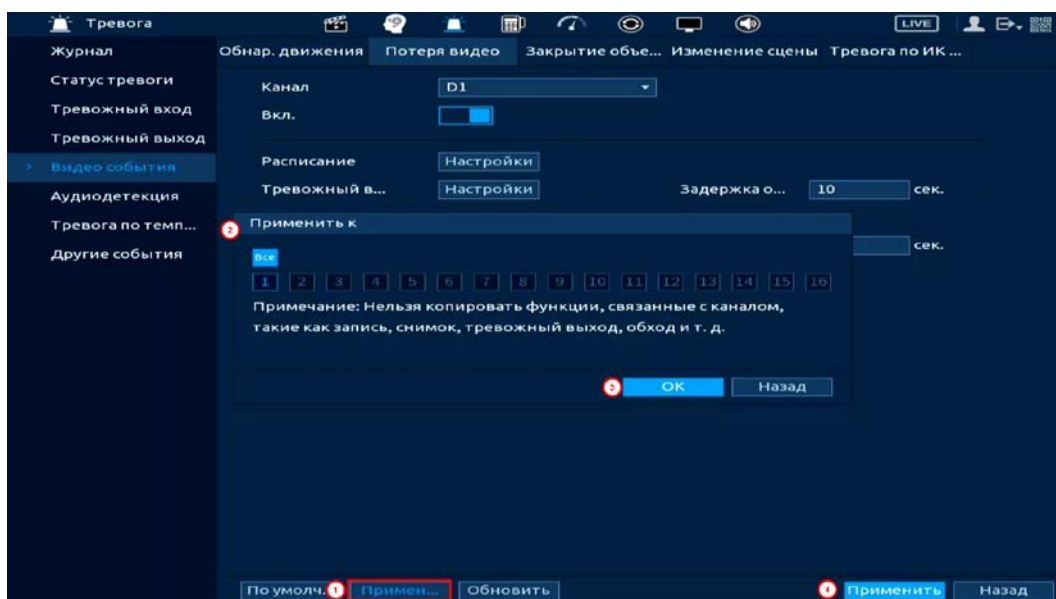 Тревога LIVE
Журнал
Статус тревоги
Тревожный вход
Тревожный выход
Видео события
Аудиодетекция
Тревога по темп...
Другие события
Обнар. движения Потеря видео Закрытие объе... Изменение сцены Тревога по ИК ...
Канал D1
Вкл.
Расписание Настройки
Тревожный в... Настройки Задержка о... 10 сек.
2 Применить к
сек.
Все
1 2 3 4 5 6 7 8 9 10 11 12 13 14 15 16
Примечание: Нельзя копировать функции, связанные с каналом,
такие как запись, снимок, тревожный выход, обход и т. д.
3 OK Назад
По умолч. 1 Примен... Обновить 4 Применить Назад